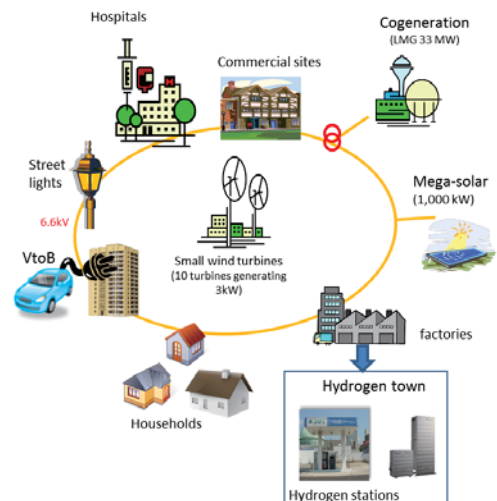 Hospitals
Cogeneration
(LMG 33 MW)
Commercial sites
Street
lights
Mega-solar
(1,000 kW)
6.6kV
VtoB
Small wind turbines
(10 turbines generating
3kW)
factories
Households
Hydrogen town
Hydrogen stations